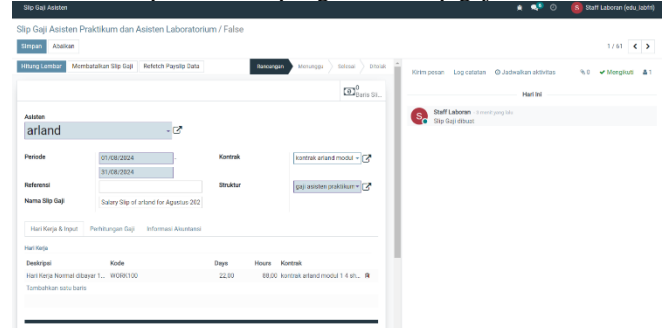 Slip Gaji Asisten
Staff Laboran (edu_labfit)
Slip Gaji Asisten Praktikum dan Asisten Laboratorium / False
Simpan Abaikan
1 / 61
Hitung Lembar Membatalkan Slip Gaji Refetch Payslip Data
Rancangan Menunggu Selesai Ditolak
Kirim pesan Log catatan Jadwalkan aktivitas 0 Mengikuti 1
0
Baris Sli...
Hari Ini
Staff Laboran
Slip Gaji dibuat
Asisten
arland
Periode 01/08/2024 Kontrak kontrak arland modul
31/08/2024
Referensi Struktur gaji asisten praktikum
Nama Slip Gaji Salary Slip of arland for Agustus 202
Hari Kerja & Input Perhitungan Gaji Informasi Akuntansi
Hari Kerja
Deskripsi Kode Days Hours Kontrak
Hari Kerja Normal dibayar 1... WORK100 22,00 88,00 kontrak arland modul 1 4 sh...
Tambahkan satu baris